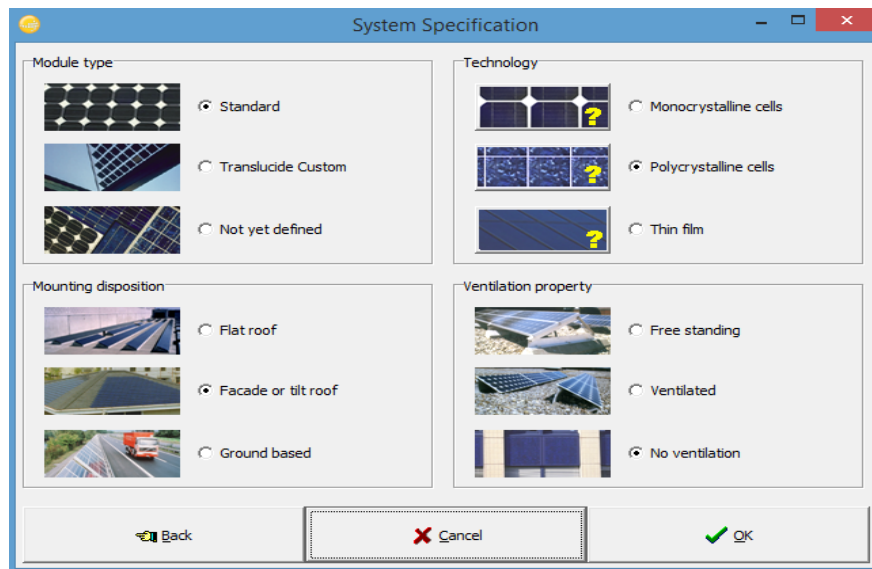 System Specification
Module type
Standard
Translucide Custom
Not yet defined
Technology
Monocrystalline cells
?
Polycrystalline cells
?
Thin film
?
Mounting disposition
Flat roof
Facade or tilt roof
Ground based
Ventilation property
Free standing
Ventilated
No ventilation
Back
Cancel
OK